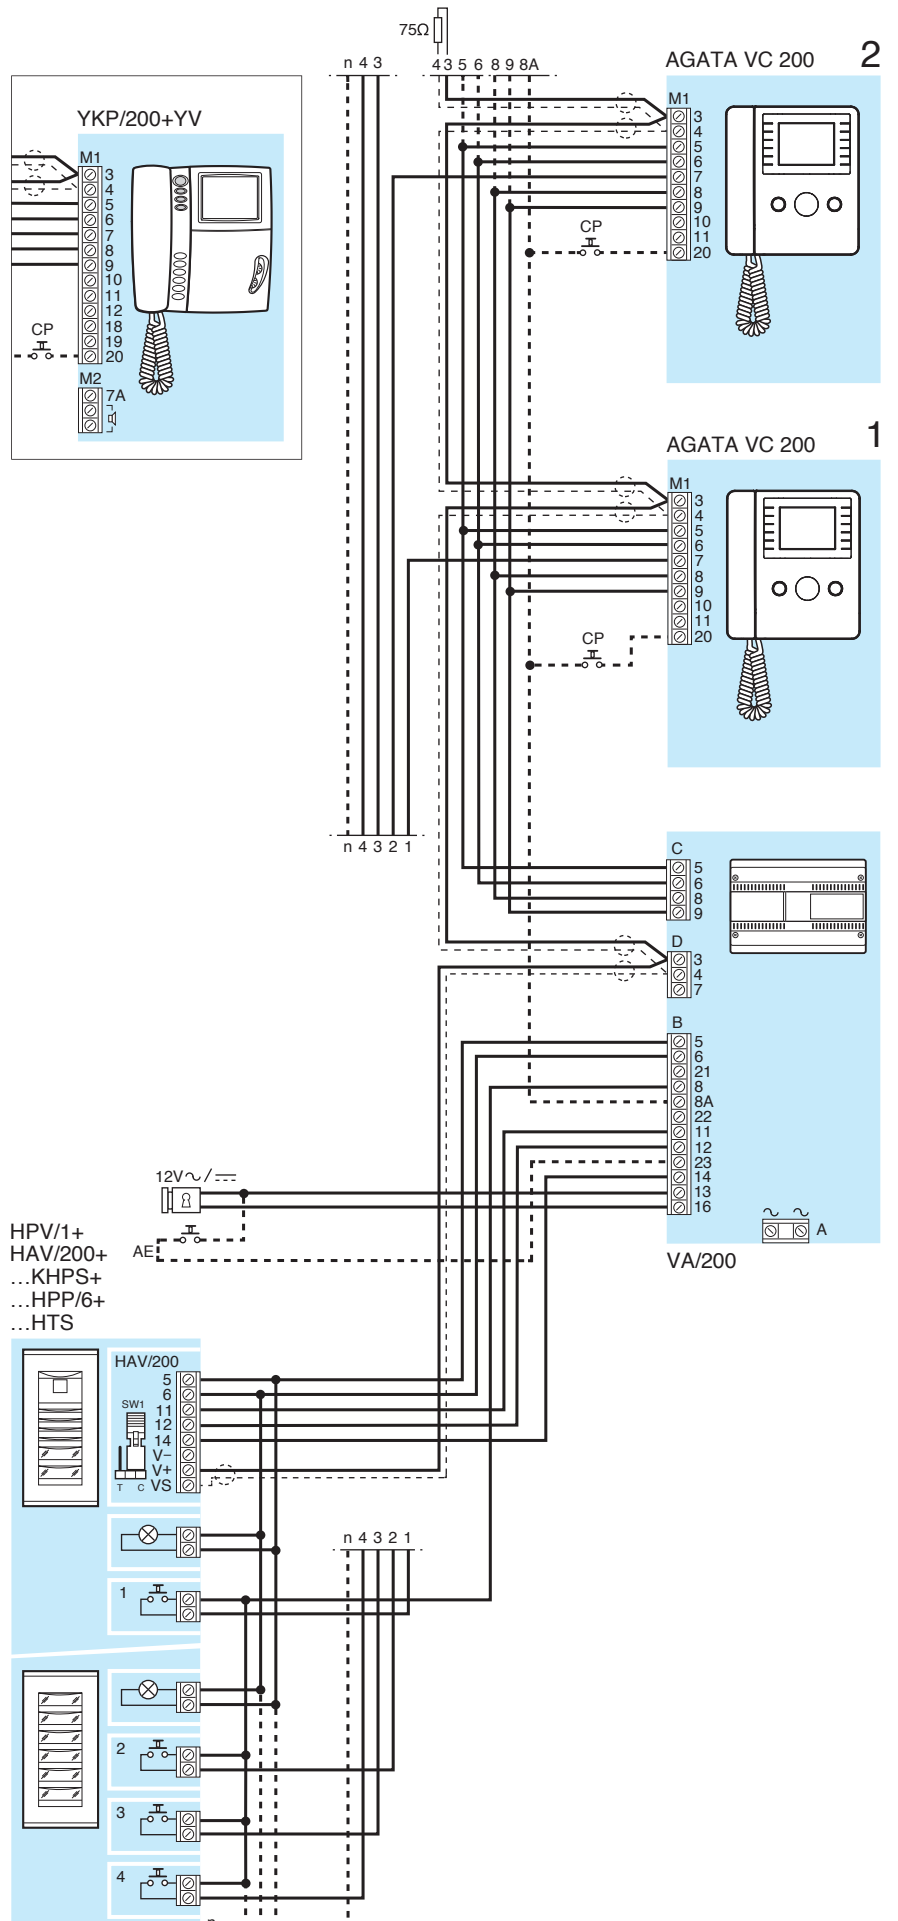 75Ω
n 4 3
4 3 5 6 8 9 8A
AGATA VC 200
2
M1
3
4
5
6
7
8
9
10
11
20
CP
YKP/200+YV
M1
3
4
5
6
7
8
9
10
11
12
18
19
20
CP
M2
7A
AGATA VC 200
1
M1
3
4
5
6
7
8
9
10
11
20
CP
n 4 3 2 1
C
5
6
8
9
D
3
4
7
B
5
6
21
8
8A
22
11
12
23
14
13
16
A
VA/200
12V∼/⎓
AE
HPV/1+
HAV/200+
...KHPS+
...HPP/6+
...HTS
HAV/200
5
6
11
12
14
V−
V+
VS
SW1
T C
n 4 3 2 1
1
2
3
4
n